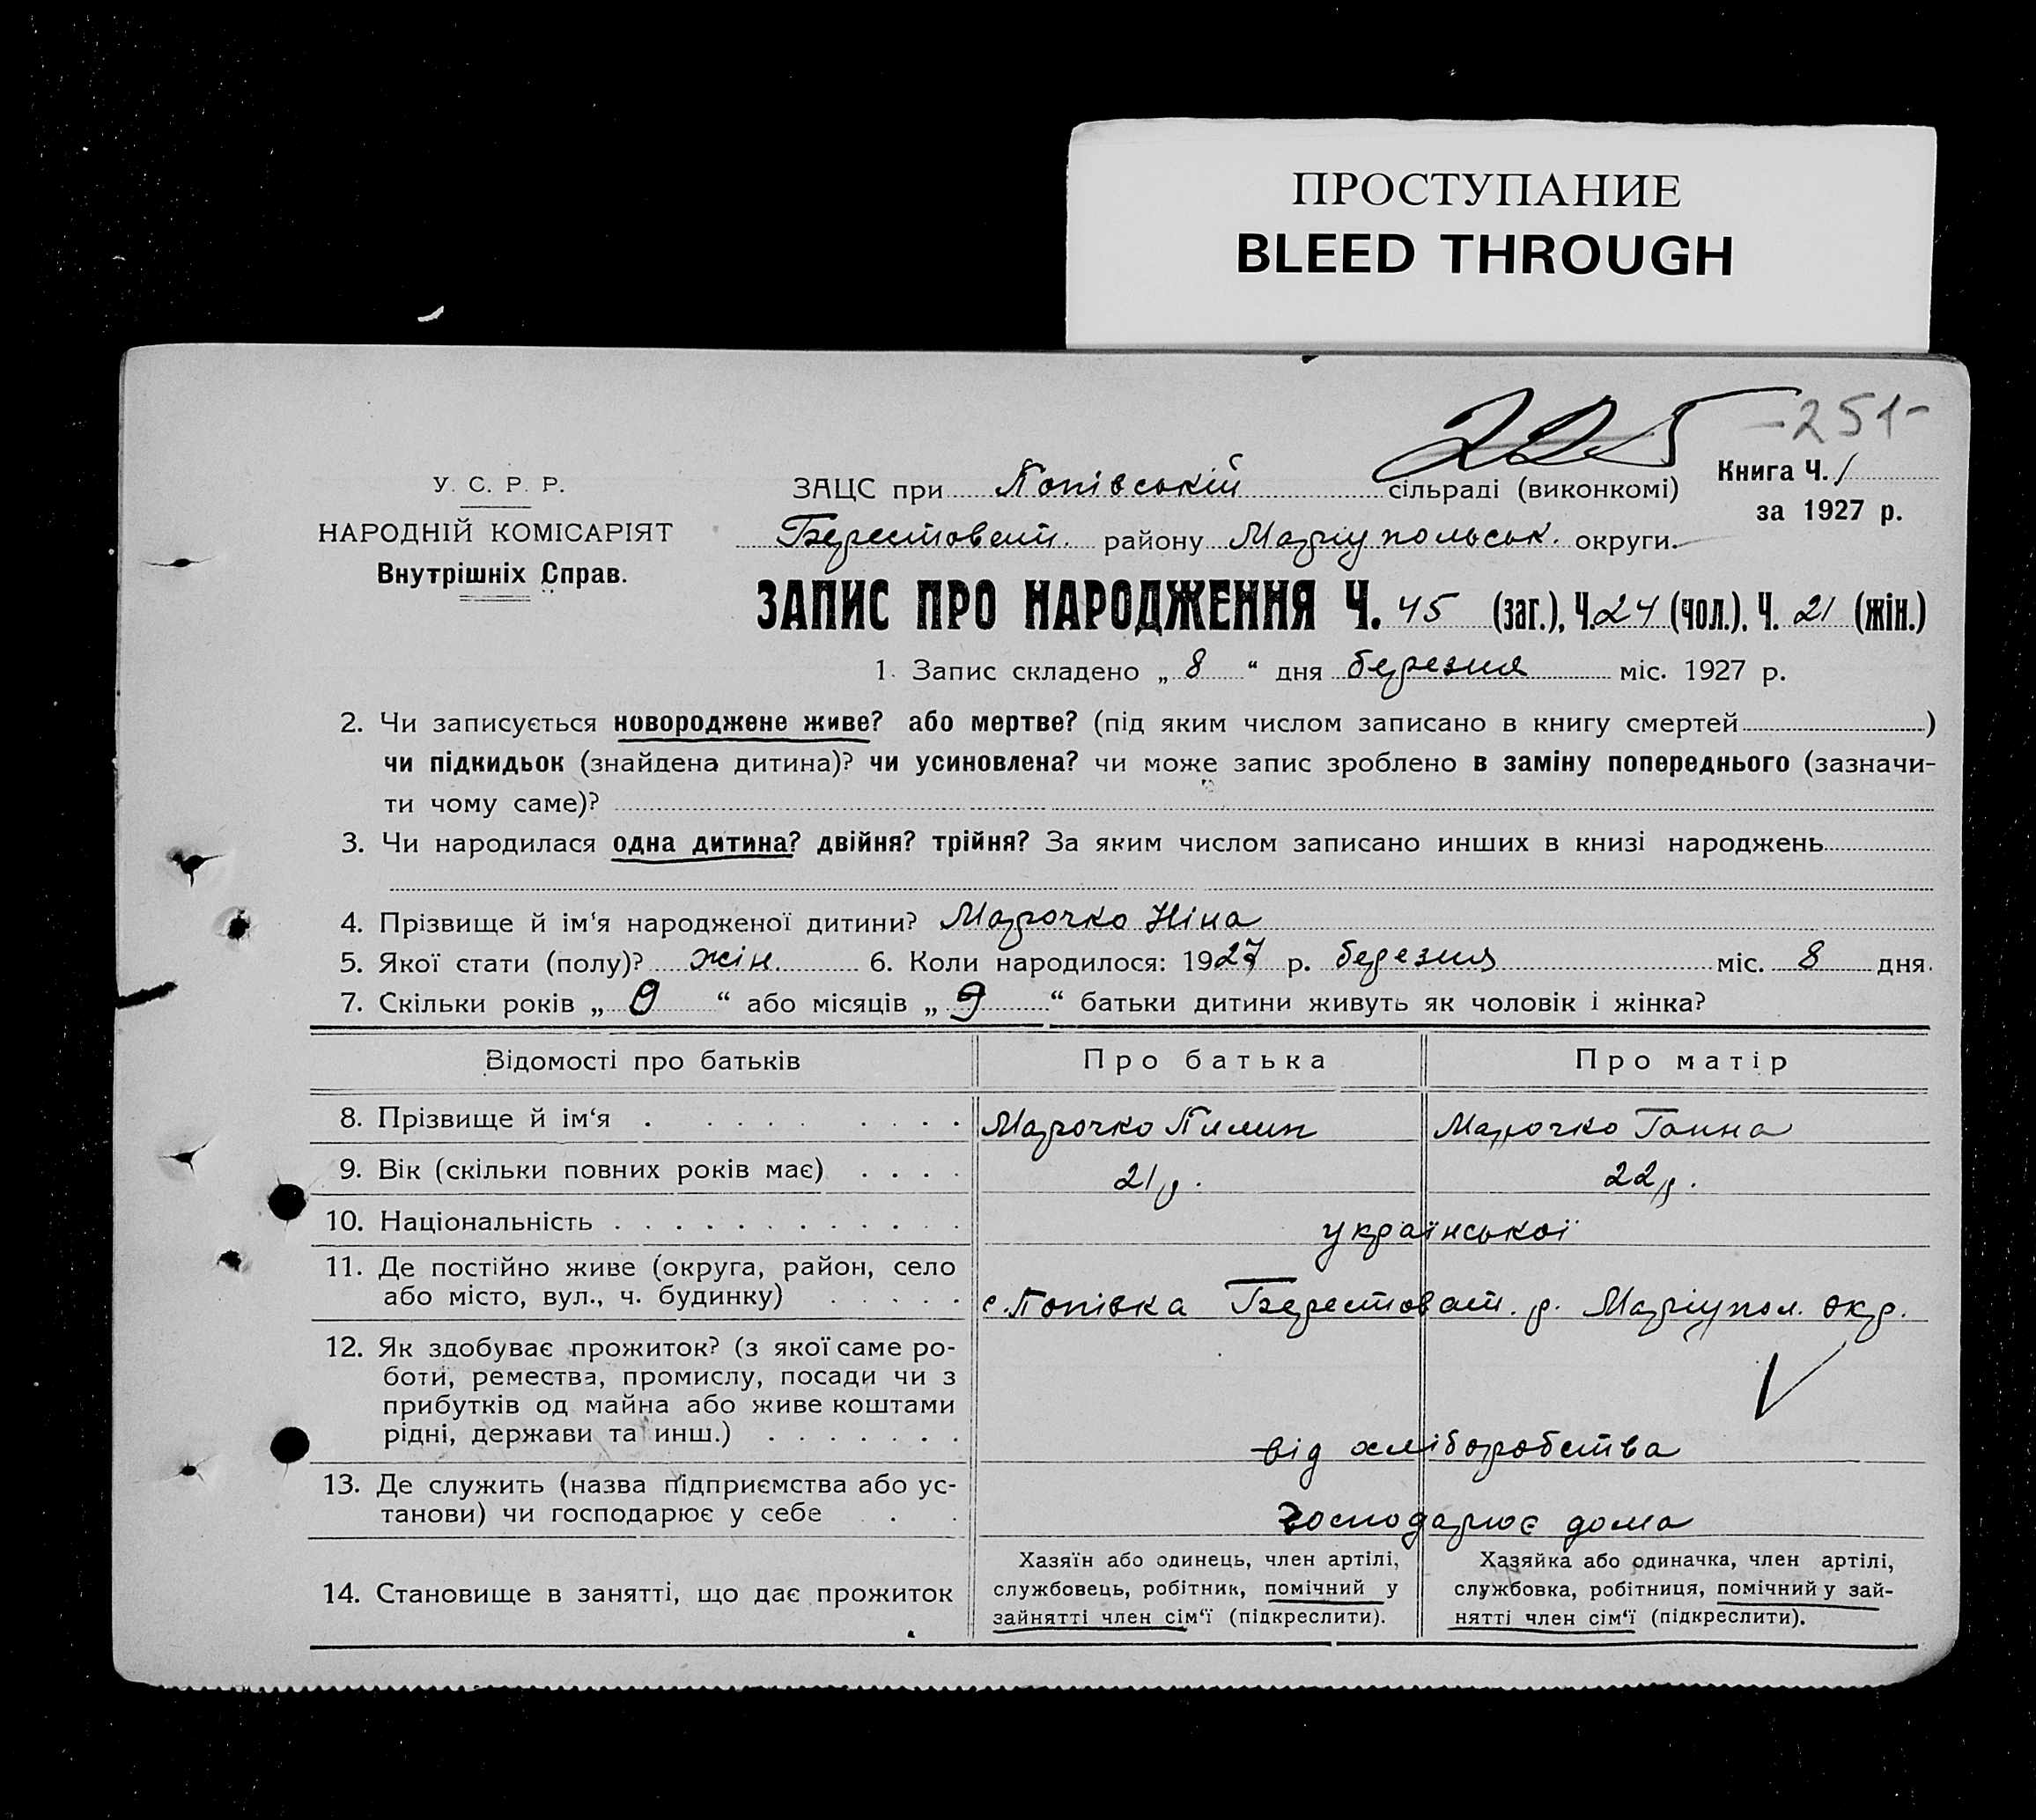 ПРОСТУПАНИЕ
BLEED THROUGH
225 -251-
У. С. Р. Р.
НАРОДНІЙ КОМІСАРІЯТ
Внутрішніх Справ.
ЗАЦС при Попівській сільраді (виконкомі)
Книга Ч. 1
за 1927 р.
Берестоват. району Маріупольськ. округи.
ЗАПИС ПРО НАРОДЖЕННЯ Ч. 45 (заг.), Ч. 24 (чол.). Ч. 21 (жін.)
1. Запис складено „ 8 “ дня березня міс. 1927 р.
2. Чи записується новороджене живе? або мертве? (під яким числом записано в книгу смертей )
чи підкидьок (знайдена дитина)? чи усиновлена? чи може запис зроблено в заміну попереднього (зазначи-
ти чому саме)?
3. Чи народилася одна дитина? двійня? трійня? За яким числом записано инших в книзі народжень
4. Прізвище й ім‘я народженої дитини? Марочко Ніна
5. Якої стати (полу)? жін. 6. Коли народилося: 1927 р. березня міс. 8 дня.
7. Скільки років „ 0 “ або місяців „ 9 “ батьки дитини живуть як чоловік і жінка?
Відомості про батьків Про батька Про матір
8. Прізвище й ім‘я Марочко Пилип Марочко Ганна
9. Вік (скільки повних років має) 21 р. 22 р.
10. Національність української
11. Де постійно живе (округа, район, село
або місто, вул., ч. будинку) с. Попівка Берестоват. р. Маріупол. окр.
12. Як здобуває прожиток? (з якої саме ро-
боти, ремества, промислу, посади чи з
прибутків од майна або живе коштами
рідні, держави та инш.) від хліборобства
13. Де служить (назва підприємства або ус-
танови) чи господарює у себе господарює дома
14. Становище в занятті, що дає прожиток
Хазяїн або одинець, член артілі,
службовець, робітник, помічний у
зайнятті член сім‘ї (підкреслити).
Хазяйка або одиначка, член артілі,
службовка, робітниця, помічний у зай-
нятті член сім‘ї (підкреслити).